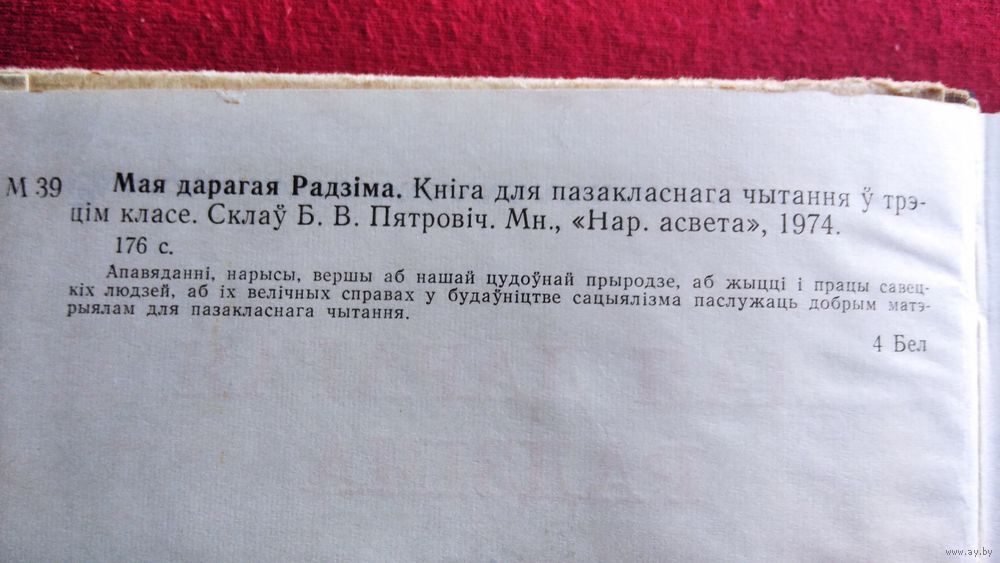 М 39 Мая дарагая Радзіма. Кніга для пазакласнага чытання ў трэ-
цім класе. Склаў Б. В. Пятровіч. Мн., «Нар. асвета», 1974.
176 с.
Апавяданні, нарысы, вершы аб нашай цудоўнай прыродзе, аб жыцці і працы савец-
кіх людзей, аб іх велічных справах у будаўніцтве сацыялізма паслужаць добрым матэ-
рыялам для пазакласнага чытання.
4 Бел
www.ay.by